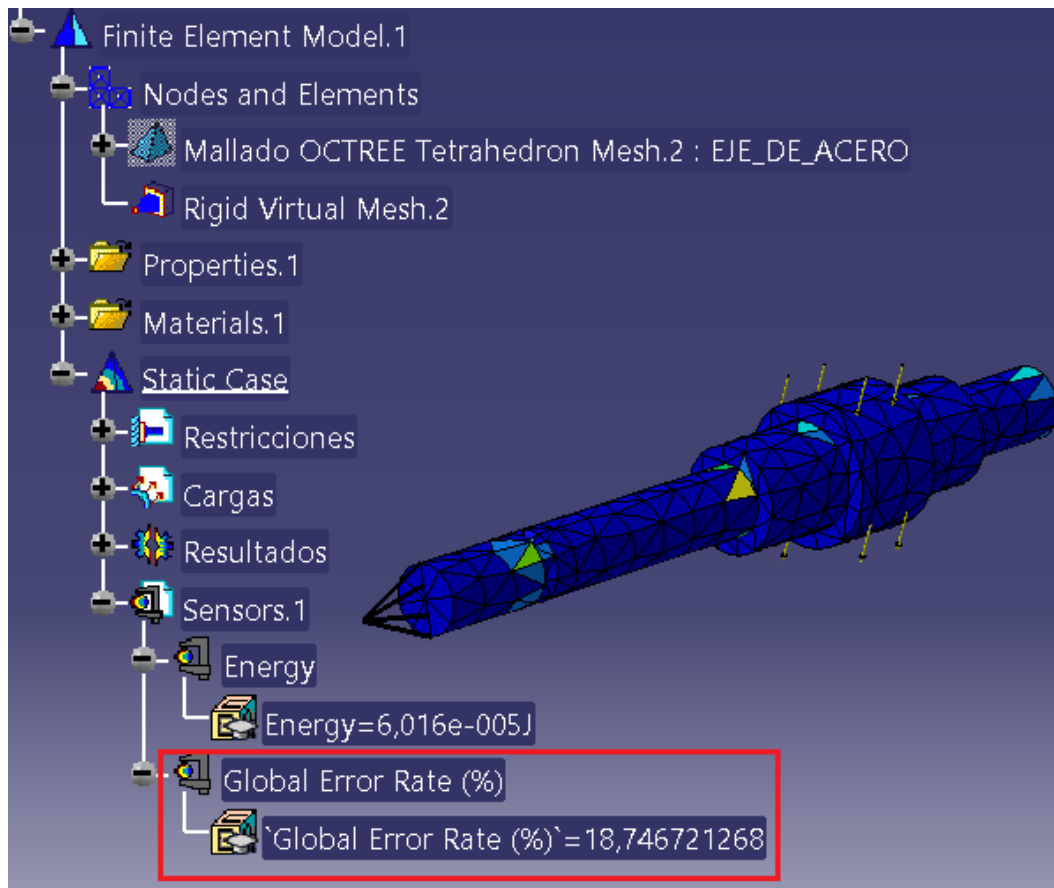 Finite Element Model.1
Nodes and Elements
Mallado OCTREE Tetrahedron Mesh.2 : EJE_DE_ACERO
Rigid Virtual Mesh.2
Properties.1
Materials.1
Static Case
Restricciones
Cargas
Resultados
Sensors.1
Energy
Energy=6,016e-005J
Global Error Rate (%)
`Global Error Rate (%)`=18,746721268